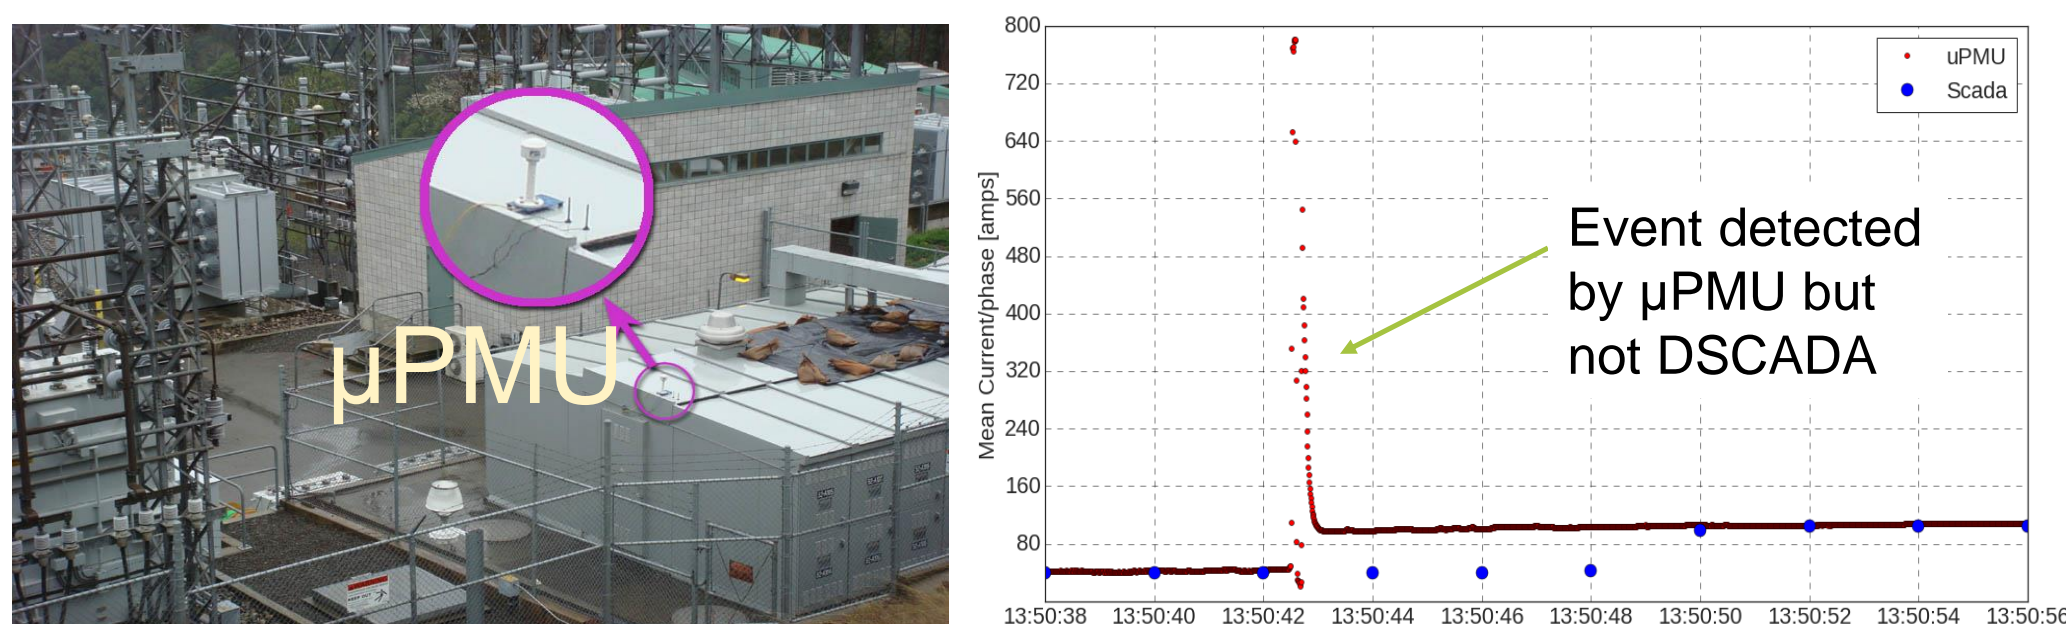 µPMU
800
720
640
560
480
400
320
240
160
80
Mean Current/phase [amps]
uPMU
Scada
Event detected
by µPMU but
not DSCADA
13:50:38 13:50:40 13:50:42 13:50:44 13:50:46 13:50:48 13:50:50 13:50:52 13:50:54 13:50:56